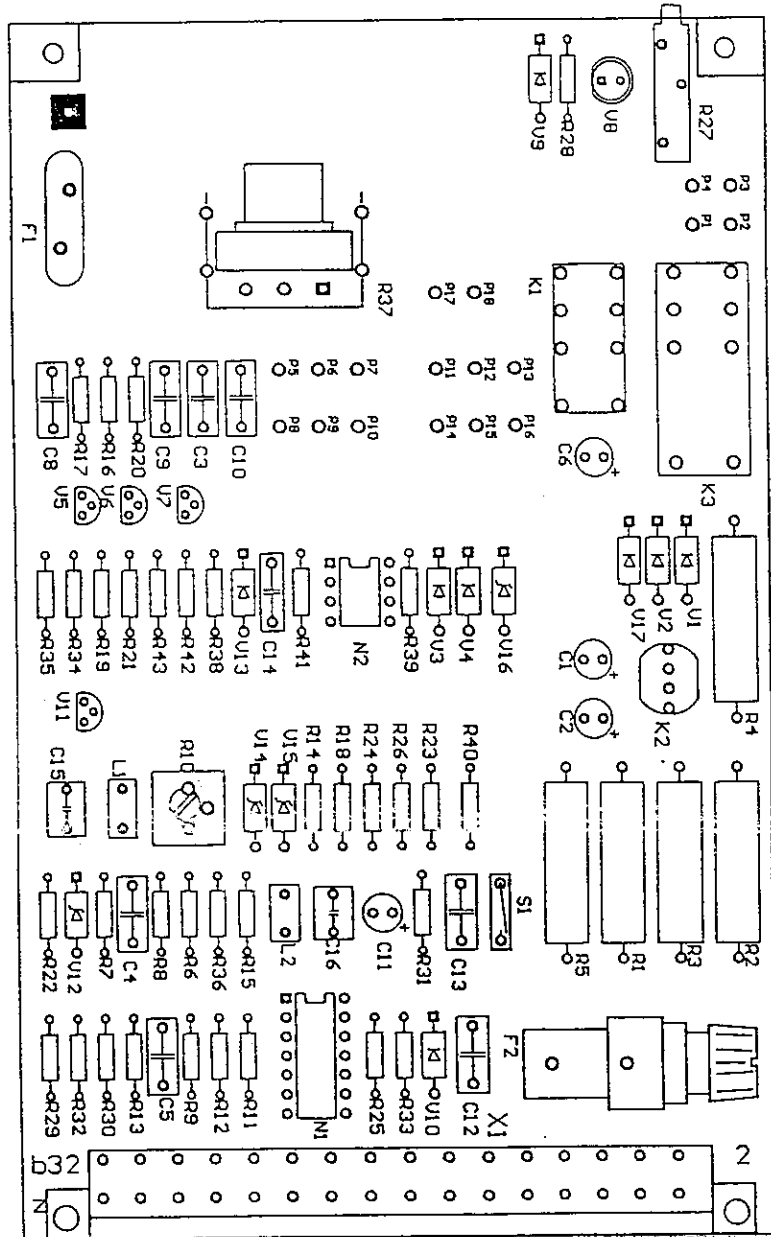 V9 R28 V8 R27
F1
P4 P3
P1 P2
R37 P17 P18 K1
P5 P6 P7 P11 P12 P13
P8 P9 P10 P14 P15 P16
C8 R17 R16 R20 C9 C3 C10 C6 + K3
V5 V6 V7
R35 R34 R19 R21 R43 R42 R38 V13 C14 R41 N2 R39 V3 V4 V16
V17 V2 V1
C1 +
C2 + K2 R4
V11
C15 L1 R10 V14 V15 R14 R18 R24 R26 R23 R40
R22 V12 R7 C4 R8 R6 R36 R15 L2 C16 C11 + R31 C13 S1
R5 R1 R3 R2
R29 R32 R30 R13 C5 R9 R12 R11 N1 R25 R33 V10 C12 F2
X1
b32 2
Z